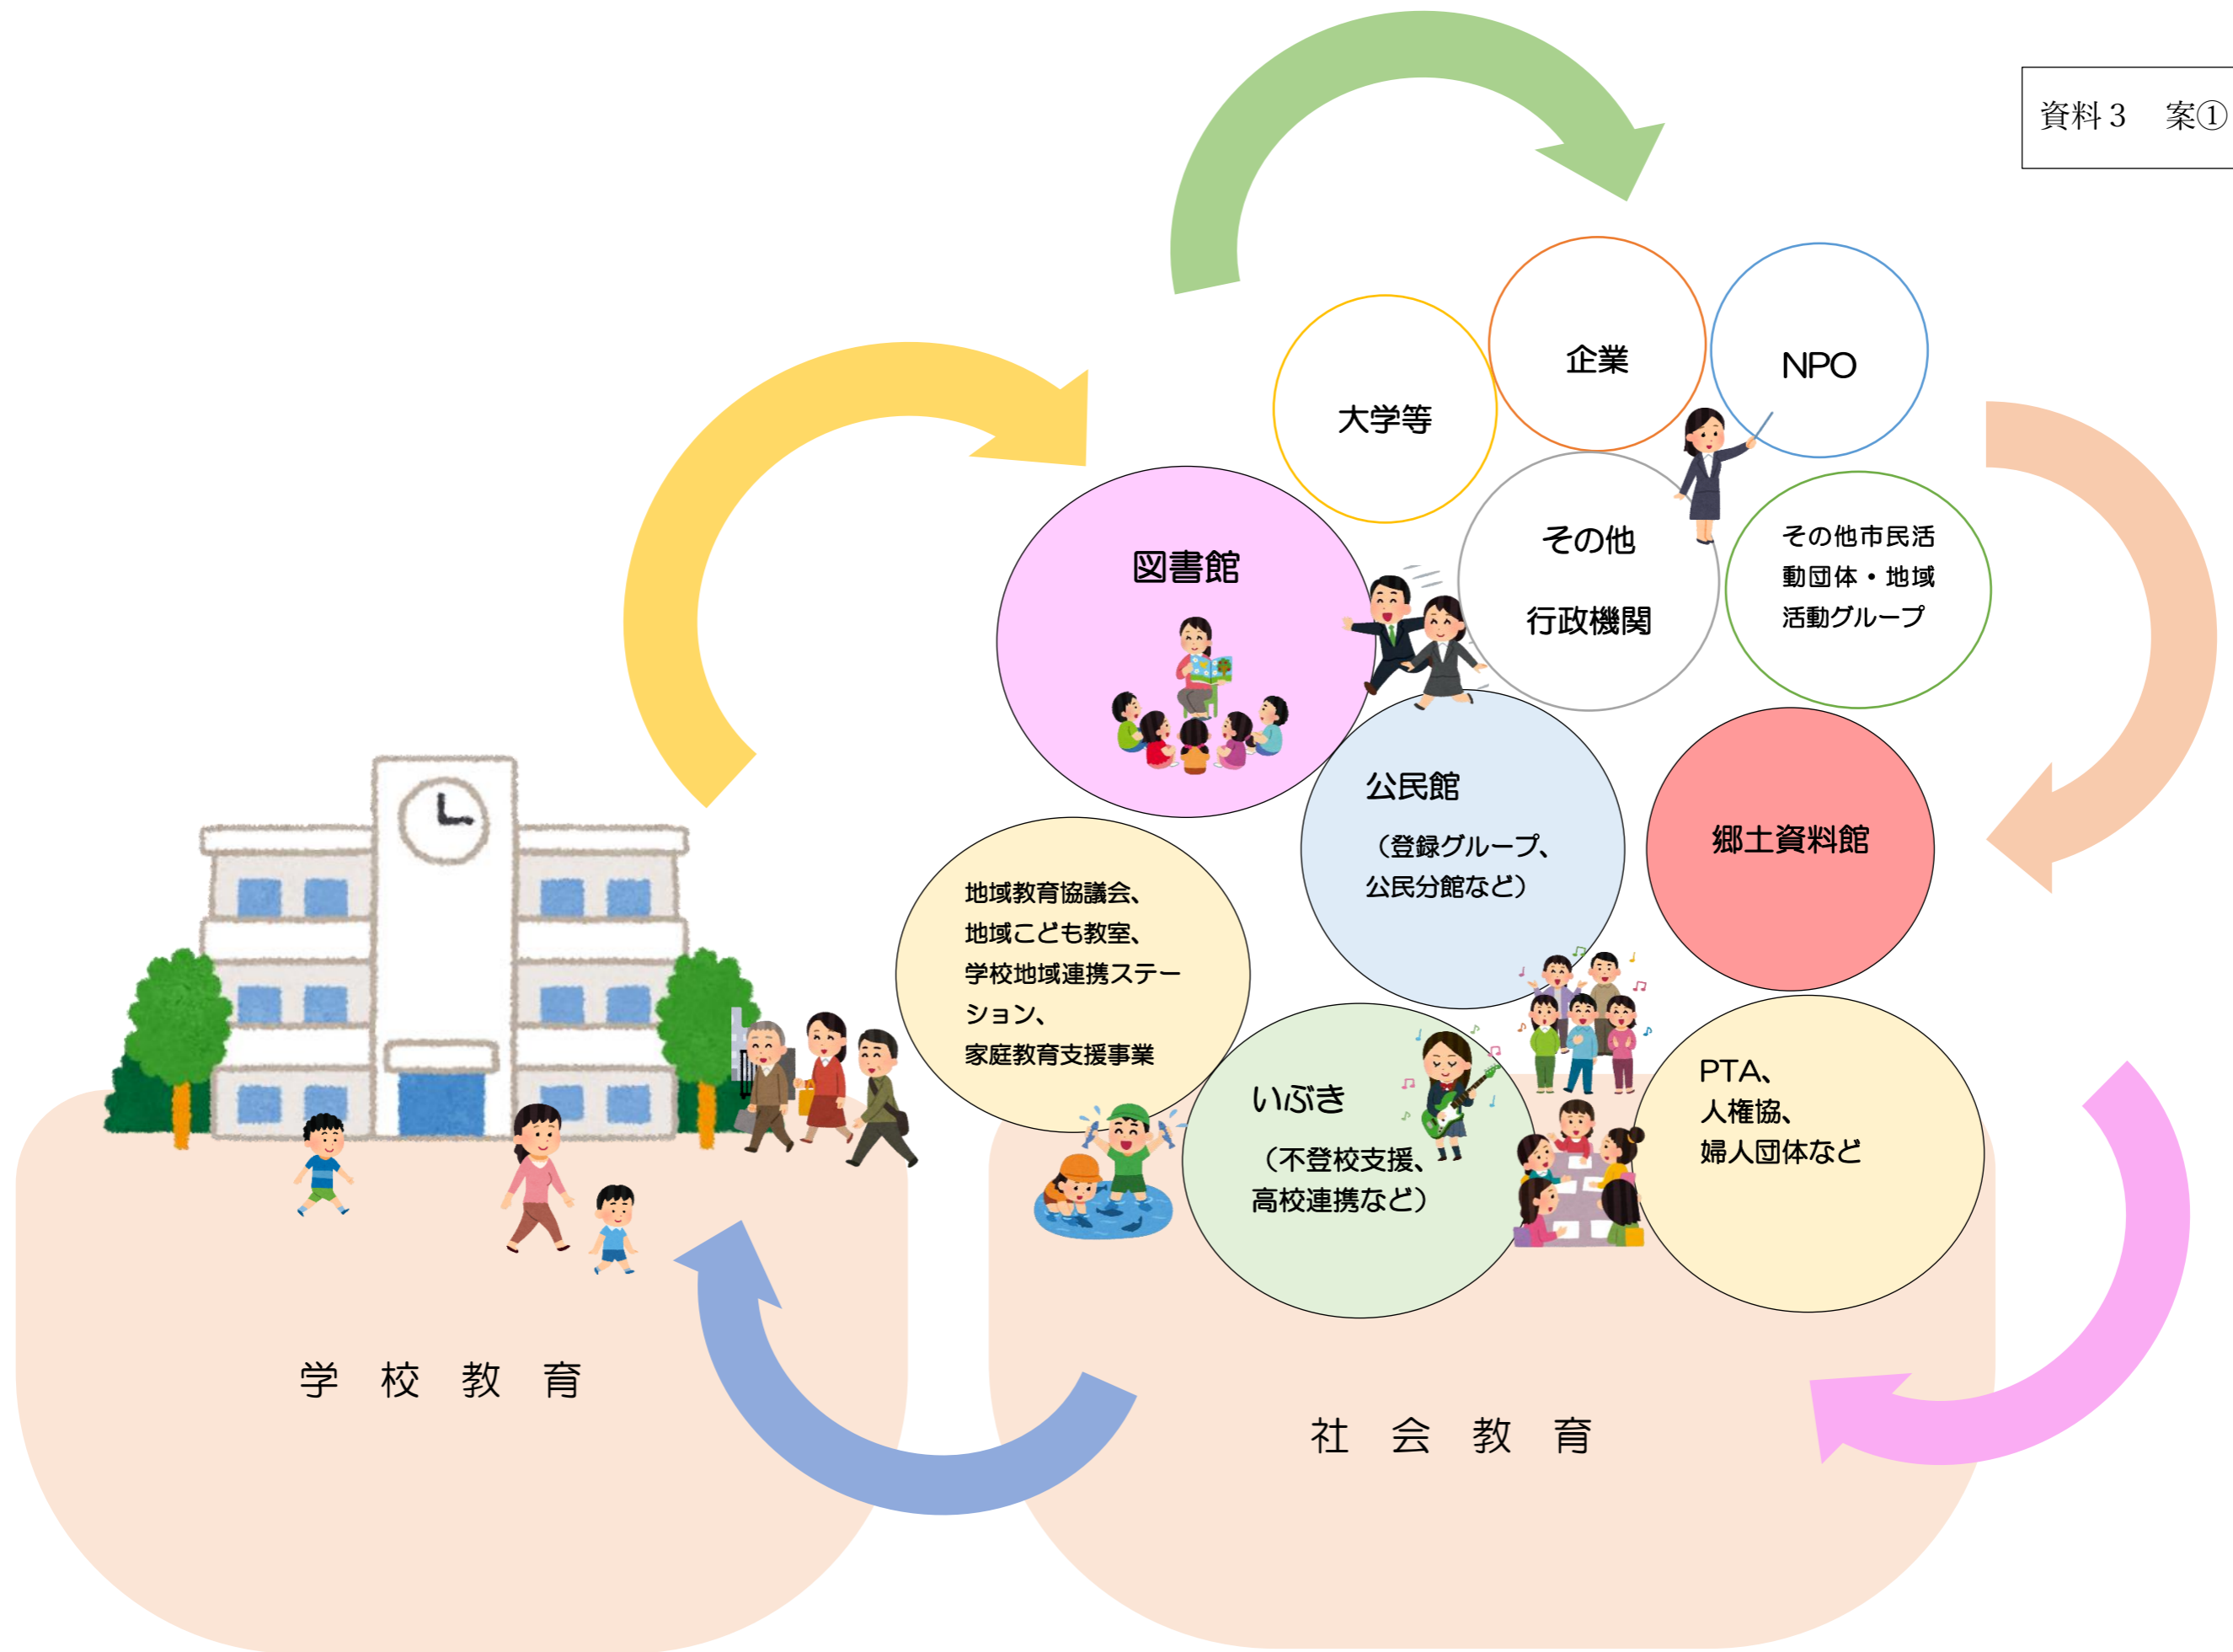 資料３　案①
企業
NPO
大学等
その他
行政機関
その他市民活
動団体・地域
活動グループ
図書館
公民館
（登録グループ、
公民分館など）
郷土資料館
地域教育協議会、
地域こども教室、
学校地域連携ステー
ション、
家庭教育支援事業
いぶき
（不登校支援、
高校連携など）
PTA、
人権協、
婦人団体など
学　校　教　育
社　会　教　育